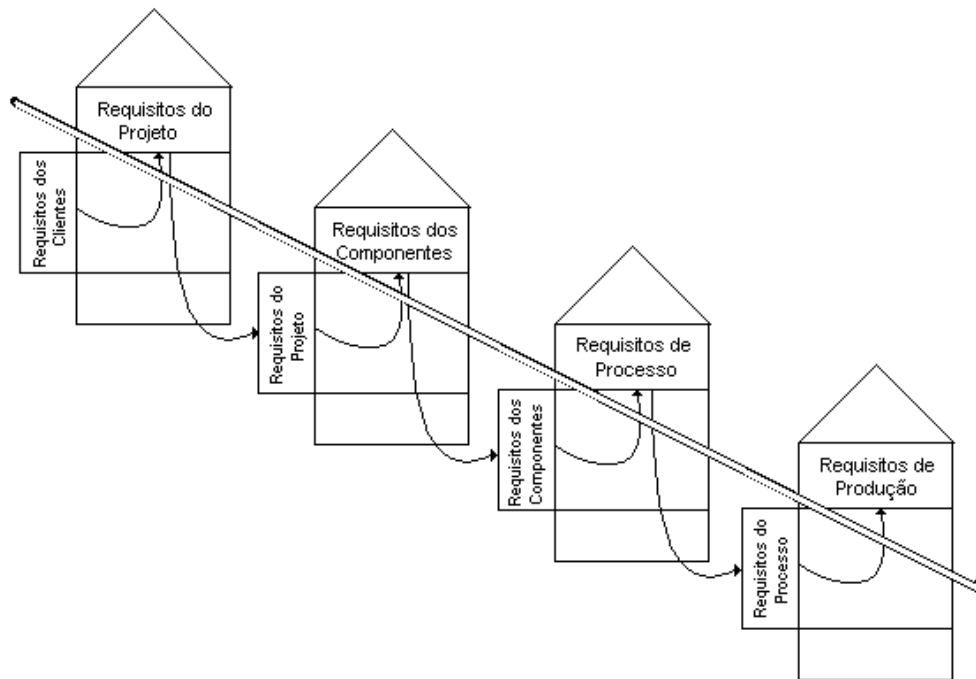 Requisitos do
Projeto
Requisitos dos
Clientes
Requisitos dos
Componentes
Requisitos do
Projeto
Requisitos de
Processo
Requisitos dos
Componentes
Requisitos de
Produção
Requisitos do
Processo